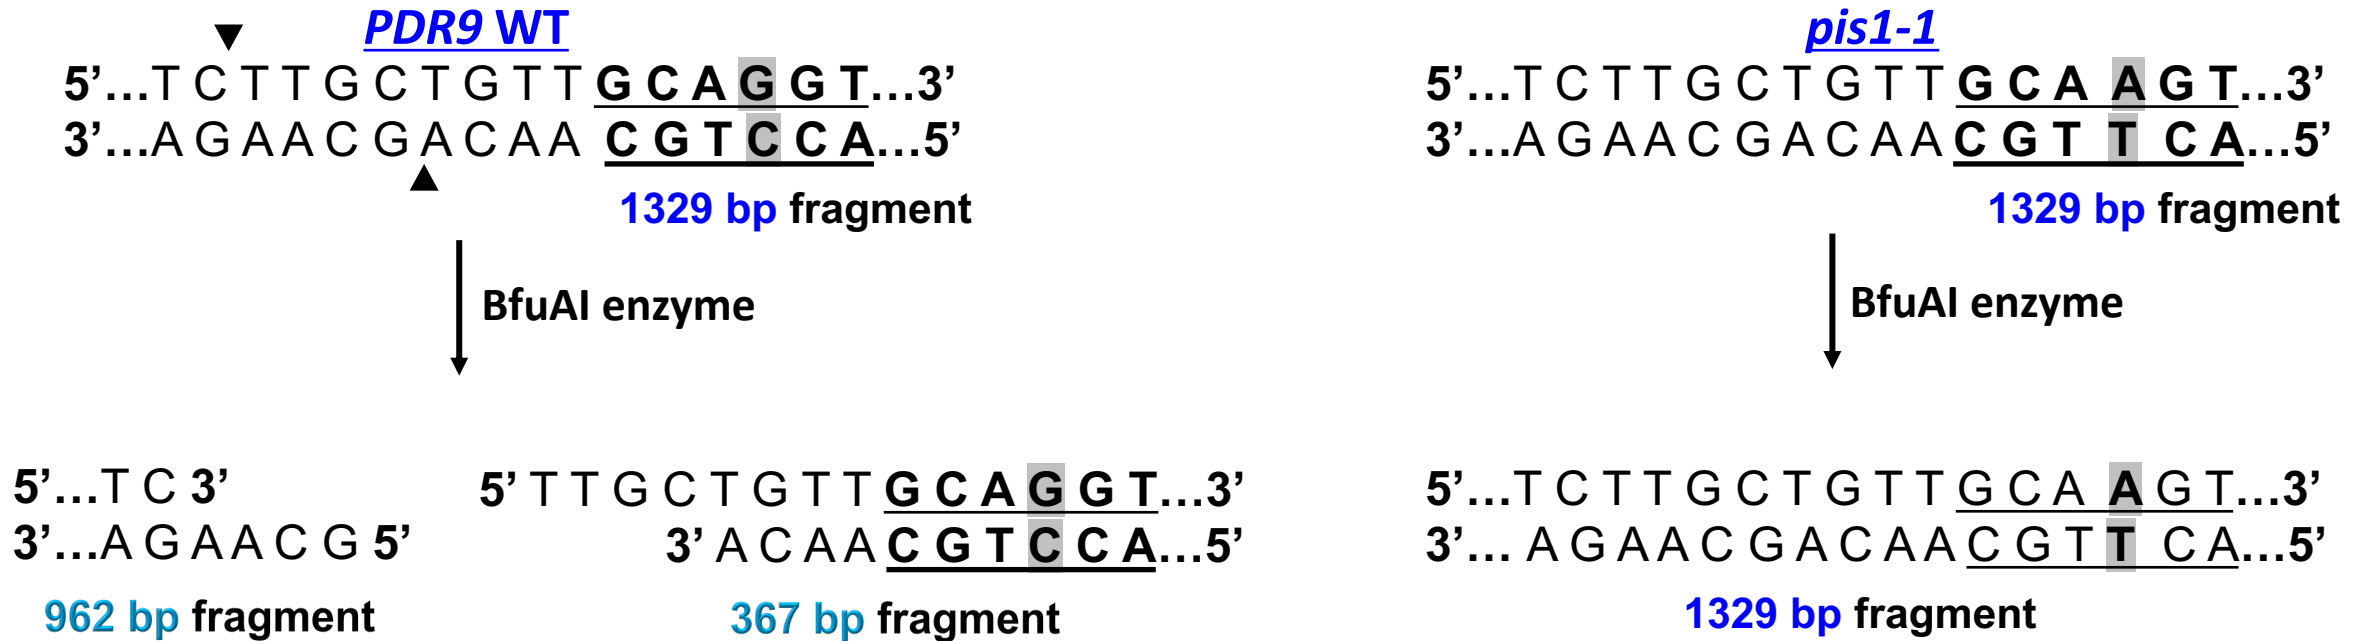 PDR9 WT
5’...T C T T G C T G T T G C A G G T...3’
3’...A G A A C G A C A A C G T C C A...5’
1329 bp fragment
BfuAI enzyme
5’...T C 3’
3’...A G A A C G 5’
962 bp fragment
5’ T T G C T G T T G C A G G T...3’
3’ A C A A C G T C C A...5’
367 bp fragment
pis1-1
5’...T C T T G C T G T T G C A A G T...3’
3’...A G A A C G A C A A C G T T C A...5’
1329 bp fragment
BfuAI enzyme
5’...T C T T G C T G T T G C A A G T...3’
3’... A G A A C G A C A A C G T T C A...5’
1329 bp fragment